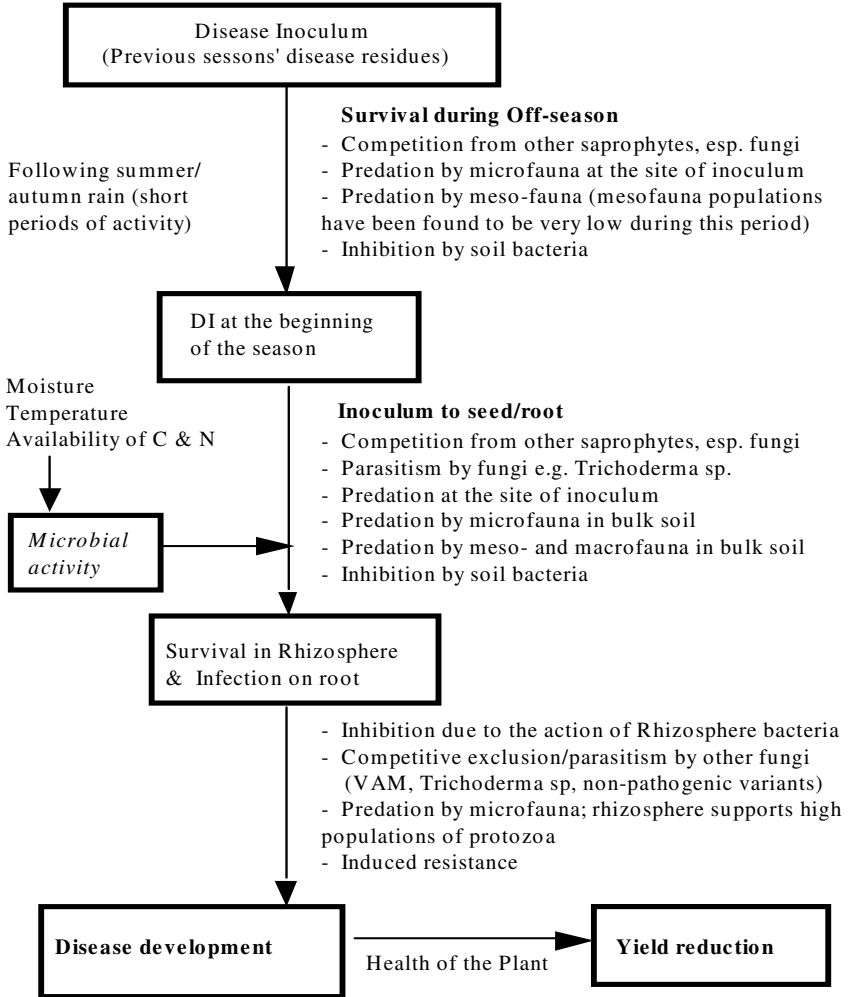 Disease Inoculum
(Previous sessons' disease residues)
Survival during Off-season
- Competition from other saprophytes, esp. fungi
- Predation by microfauna at the site of inoculum
- Predation by meso-fauna (mesofauna populations
have been found to be very low during this period)
- Inhibition by soil bacteria
Following summer/
autumn rain (short
periods of activity)
DI at the beginning
of the season
Moisture
Temperature
Availability of C & N
Inoculum to seed/root
- Competition from other saprophytes, esp. fungi
- Parasitism by fungi e.g. Trichoderma sp.
- Predation at the site of inoculum
- Predation by microfauna in bulk soil
- Predation by meso- and macrofauna in bulk soil
- Inhibition by soil bacteria
Microbial
activity
Survival in Rhizosphere
& Infection on root
- Inhibition due to the action of Rhizosphere bacteria
- Competitive exclusion/parasitism by other fungi
(VAM, Trichoderma sp, non-pathogenic variants)
- Predation by microfauna; rhizosphere supports high
populations of protozoa
- Induced resistance
Disease development
Health of the Plant
Yield reduction